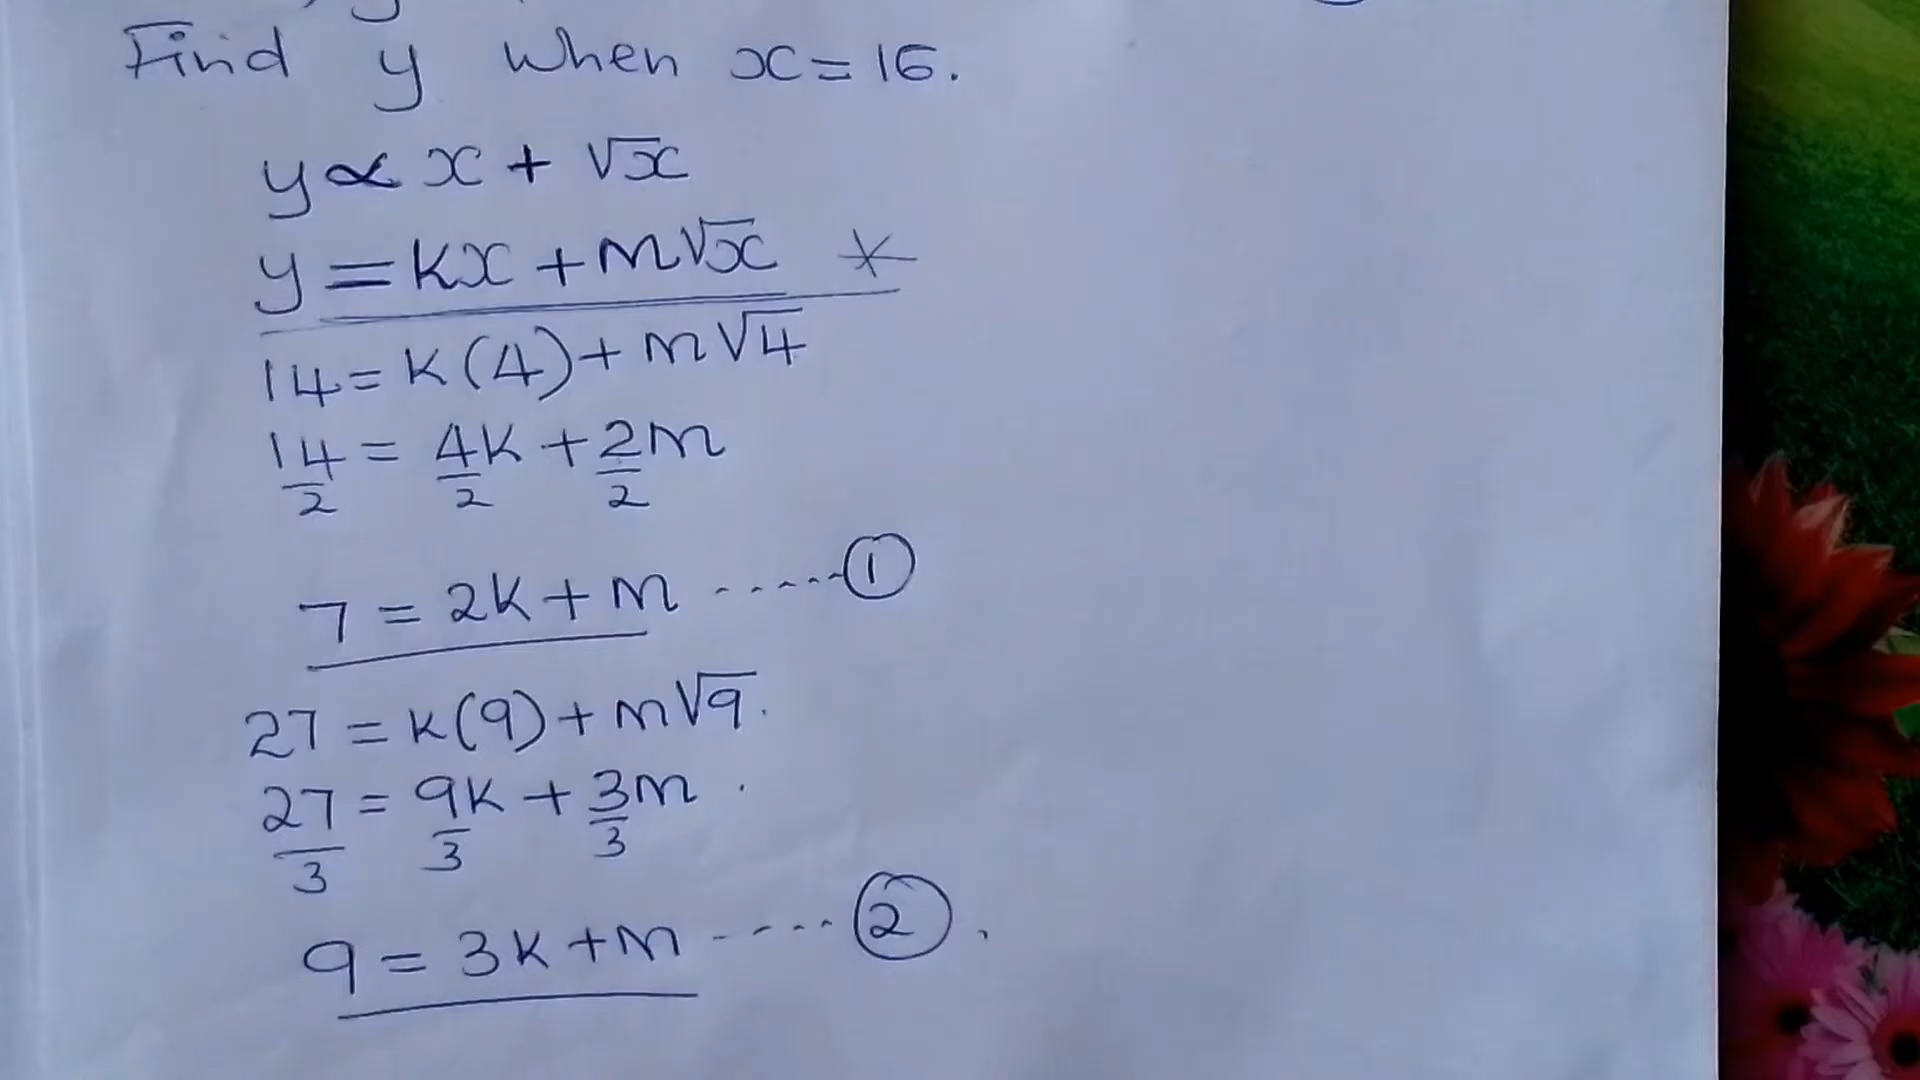 Find y when x=16.
y∝ x + √x
y = kx + m√x *
14 = k(4) + m√4
14/2 = 4k/2 + 2m/2
7 = 2k + m -----①
27 = k(9) + m√9.
27/3 = 9k/3 + 3m/3 .
9 = 3k + m ----②.